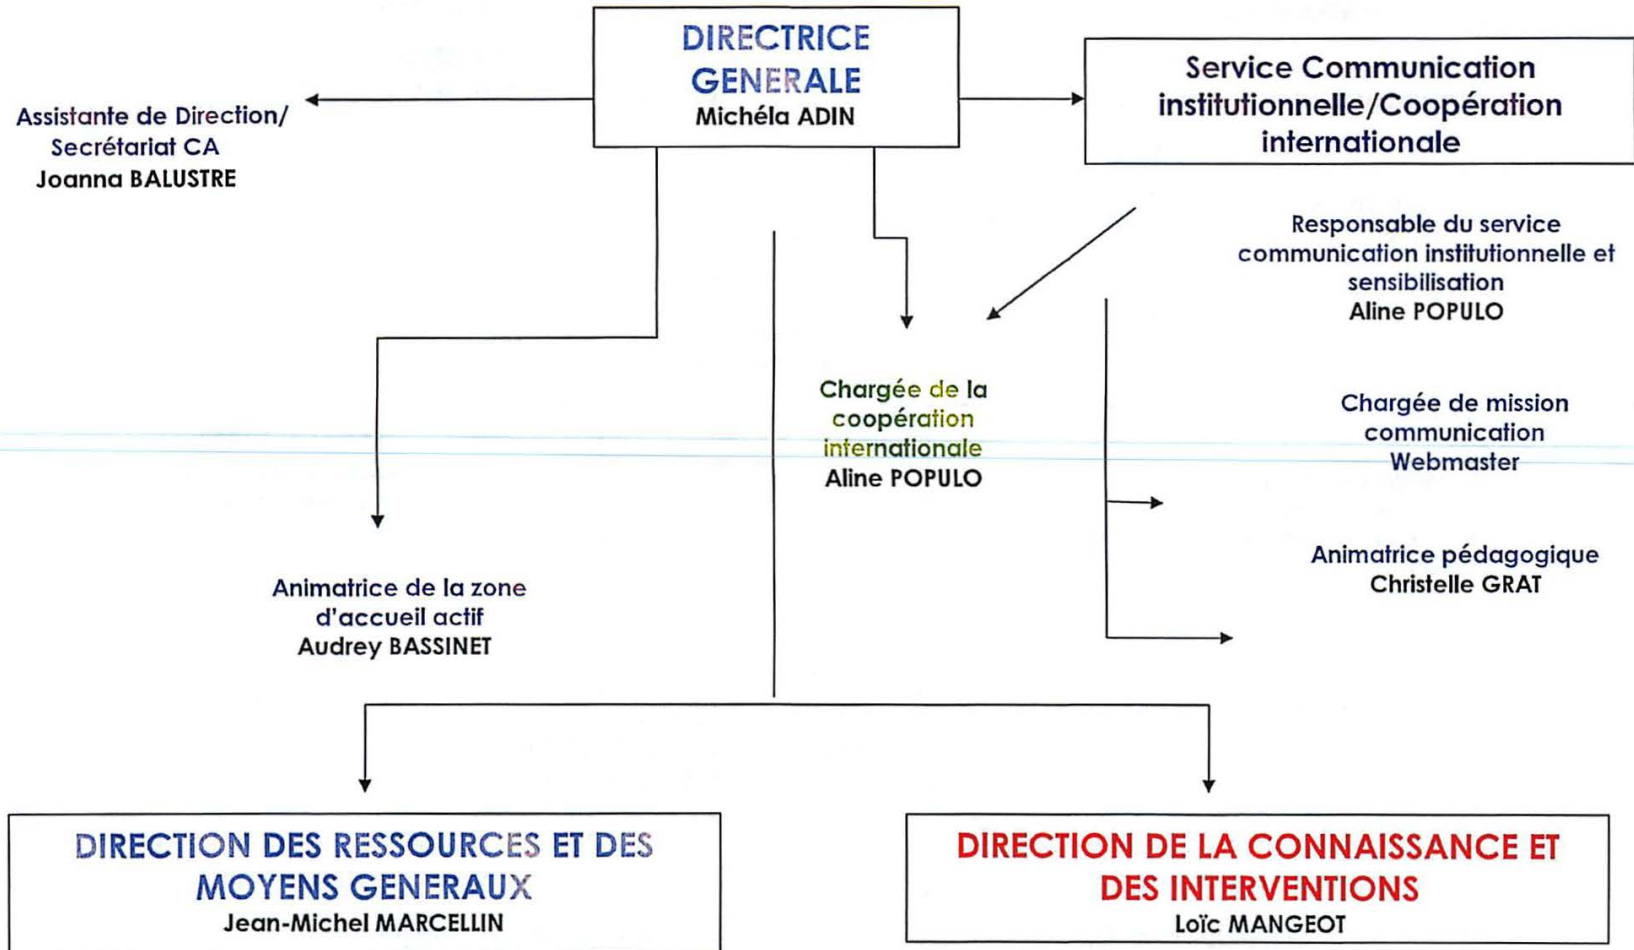 DIRECTRICE
GENERALE
Michéla ADIN
Service Communication
institutionnelle/Coopération
internationale
Assistante de Direction/
Secrétariat CA
Joanna BALUSTRE
Responsable du service
communication institutionnelle et
sensibilisation
Aline POPULO
Chargée de la
coopération
internationale
Aline POPULO
Chargée de mission
communication
Webmaster
Animatrice pédagogique
Christelle GRAT
Animatrice de la zone
d'accueil actif
Audrey BASSINET
DIRECTION DES RESSOURCES ET DES
MOYENS GENERAUX
Jean-Michel MARCELLIN
DIRECTION DE LA CONNAISSANCE ET
DES INTERVENTIONS
Loïc MANGEOT